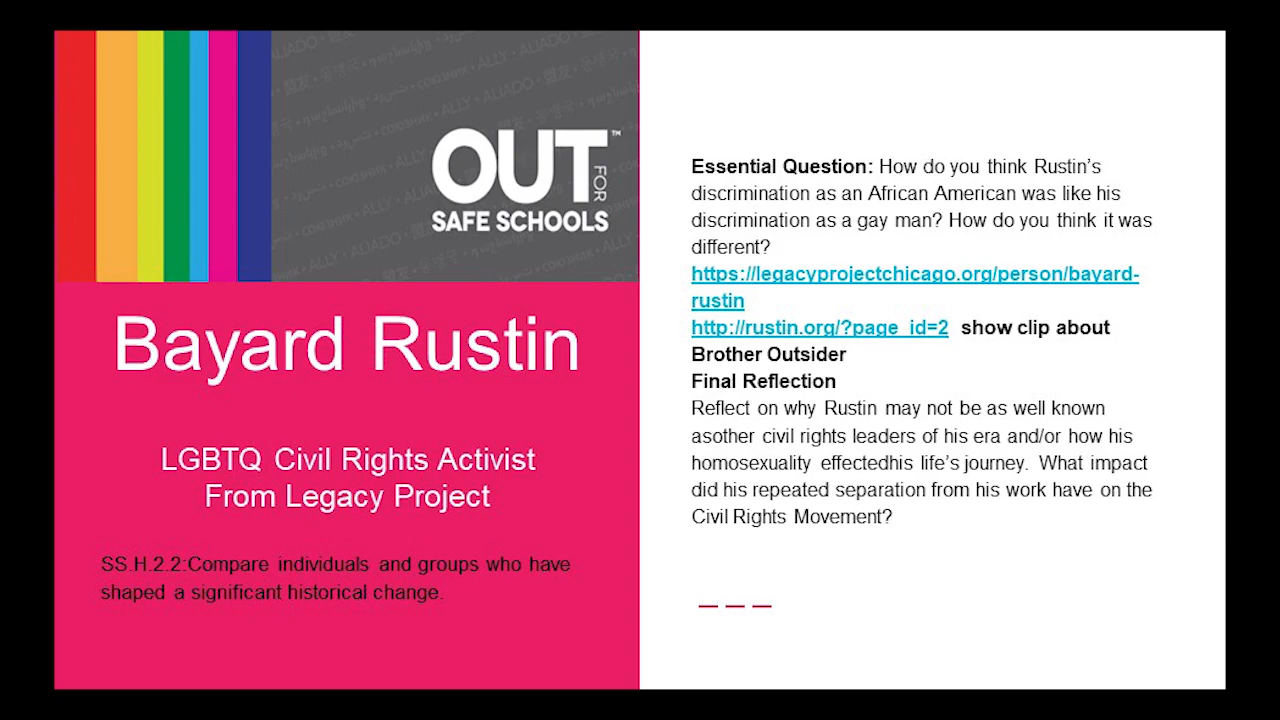 OUT™
FOR
SAFE SCHOOLS
Bayard Rustin
LGBTQ Civil Rights Activist
From Legacy Project
SS.H.2.2:Compare individuals and groups who have
shaped a significant historical change.
Essential Question: How do you think Rustin’s
discrimination as an African American was like his
discrimination as a gay man? How do you think it was
different?
https://legacyprojectchicago.org/person/bayard-
rustin
http://rustin.org/?page_id=2 show clip about
Brother Outsider
Final Reflection
Reflect on why Rustin may not be as well known
asother civil rights leaders of his era and/or how his
homosexuality effectedhis life’s journey. What impact
did his repeated separation from his work have on the
Civil Rights Movement?